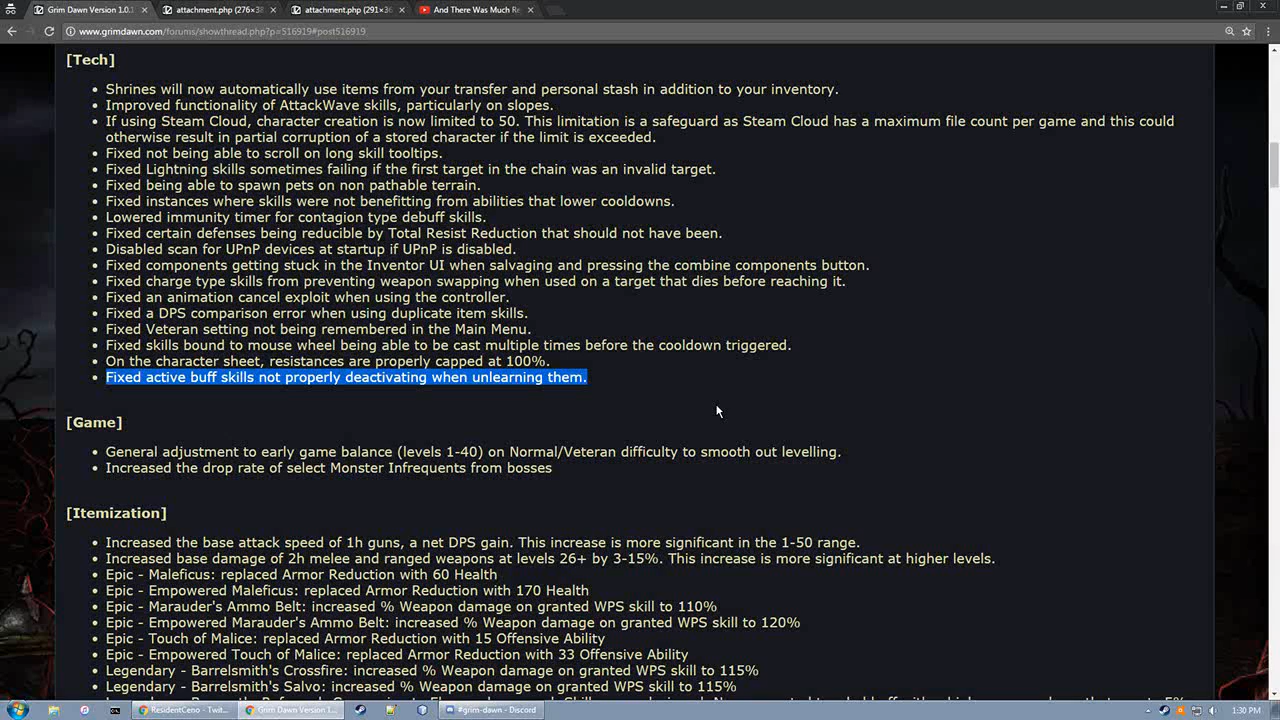 Grim Dawn Version 1.0.
attachment.php (276×3
attachment.php (291×3
And There Was Much Re
www.grimdawn.com/forums/showthread.php?p=516919#post516919
[Tech]
Shrines will now automatically use items from your transfer and personal stash in addition to your inventory.
Improved functionality of AttackWave skills, particularly on slopes.
If using Steam Cloud, character creation is now limited to 50. This limitation is a safeguard as Steam Cloud has a maximum file count per game and this could
otherwise result in partial corruption of a stored character if the limit is exceeded.
Fixed not being able to scroll on long skill tooltips.
Fixed Lightning skills sometimes failing if the first target in the chain was an invalid target.
Fixed being able to spawn pets on non pathable terrain.
Fixed instances where skills were not benefitting from abilities that lower cooldowns.
Lowered immunity timer for contagion type debuff skills.
Fixed certain defenses being reducible by Total Resist Reduction that should not have been.
Disabled scan for UPnP devices at startup if UPnP is disabled.
Fixed components getting stuck in the Inventor UI when salvaging and pressing the combine components button.
Fixed charge type skills from preventing weapon swapping when used on a target that dies before reaching it.
Fixed an animation cancel exploit when using the controller.
Fixed a DPS comparison error when using duplicate item skills.
Fixed Veteran setting not being remembered in the Main Menu.
Fixed skills bound to mouse wheel being able to be cast multiple times before the cooldown triggered.
On the character sheet, resistances are properly capped at 100%.
Fixed active buff skills not properly deactivating when unlearning them.
[Game]
General adjustment to early game balance (levels 1-40) on Normal/Veteran difficulty to smooth out levelling.
Increased the drop rate of select Monster Infrequents from bosses
[Itemization]
Increased the base attack speed of 1h guns, a net DPS gain. This increase is more significant in the 1-50 range.
Increased base damage of 2h melee and ranged weapons at levels 26+ by 3-15%. This increase is more significant at higher levels.
Epic - Maleficus: replaced Armor Reduction with 60 Health
Epic - Empowered Maleficus: replaced Armor Reduction with 170 Health
Epic - Marauder's Ammo Belt: increased % Weapon damage on granted WPS skill to 110%
Epic - Empowered Marauder's Ammo Belt: increased % Weapon damage on granted WPS skill to 120%
Epic - Touch of Malice: replaced Armor Reduction with 15 Offensive Ability
Epic - Empowered Touch of Malice: replaced Armor Reduction with 33 Offensive Ability
Legendary - Barrelsmith's Crossfire: increased % Weapon damage on granted WPS skill to 115%
Legendary - Barrelsmith's Salvo: increased % Weapon damage on granted WPS skill to 115%
ResidentCeno - Twit...
Grim Dawn Version 1....
#grim-dawn - Discord
1:30 PM